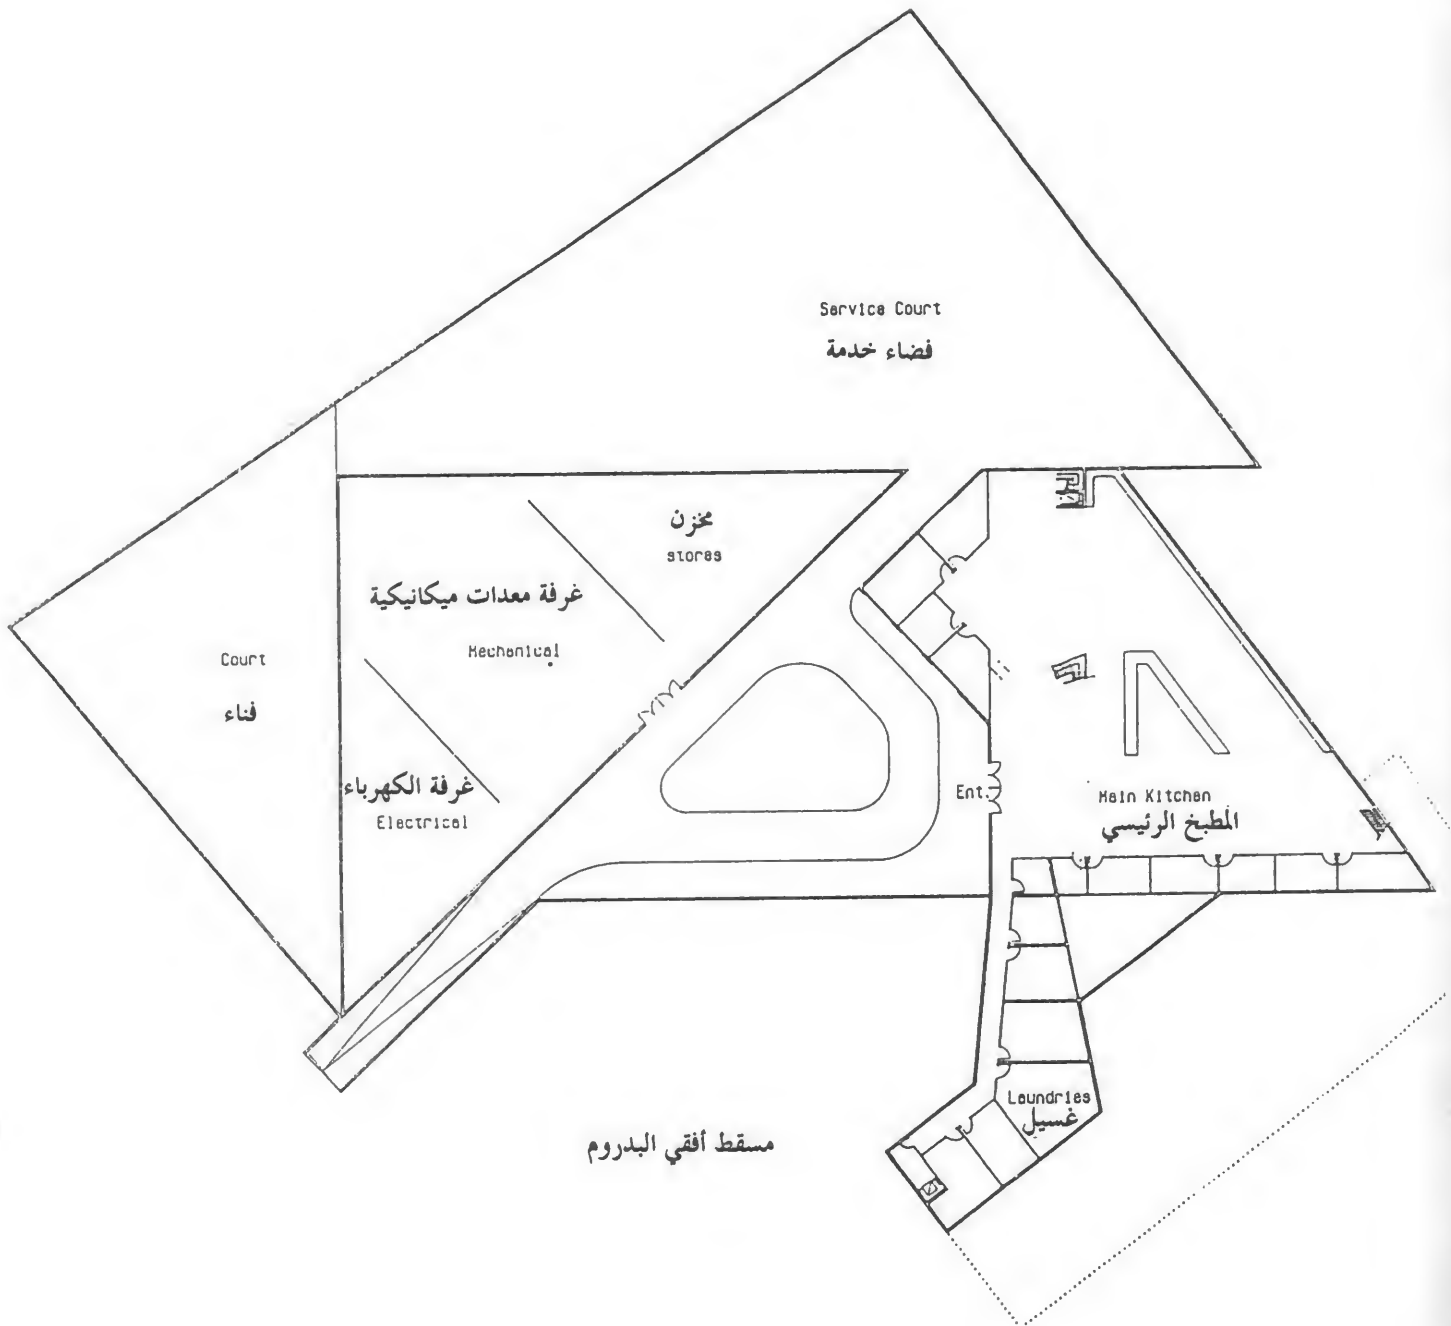 Service Court
فضاء خدمة
مخزن
stores
غرفة معدات ميكانيكية
Mechanical
Court
فناء
غرفة الكهرباء
Electrical
Ent.
Main Kitchen
المطبخ الرئيسي
Laundries
غسيل
مسقط أفقي البدروم